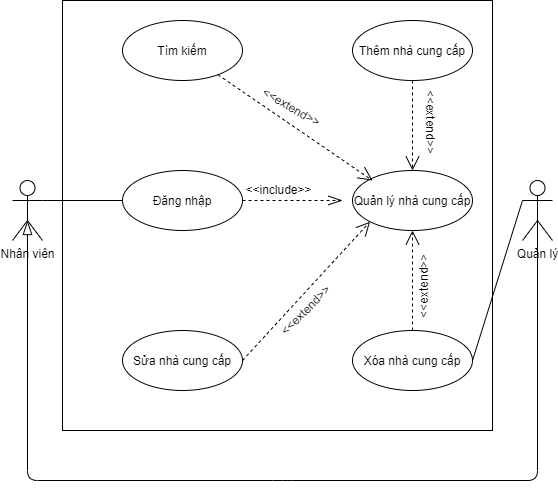 Tìm kiếm
Thêm nhà cung cấp
<<extend>>
<<extend>>
Đăng nhập
<<include>>
Quản lý nhà cung cấp
Nhân viên
Quản lý
<<extend>>
<<extend>>
Sửa nhà cung cấp
Xóa nhà cung cấp